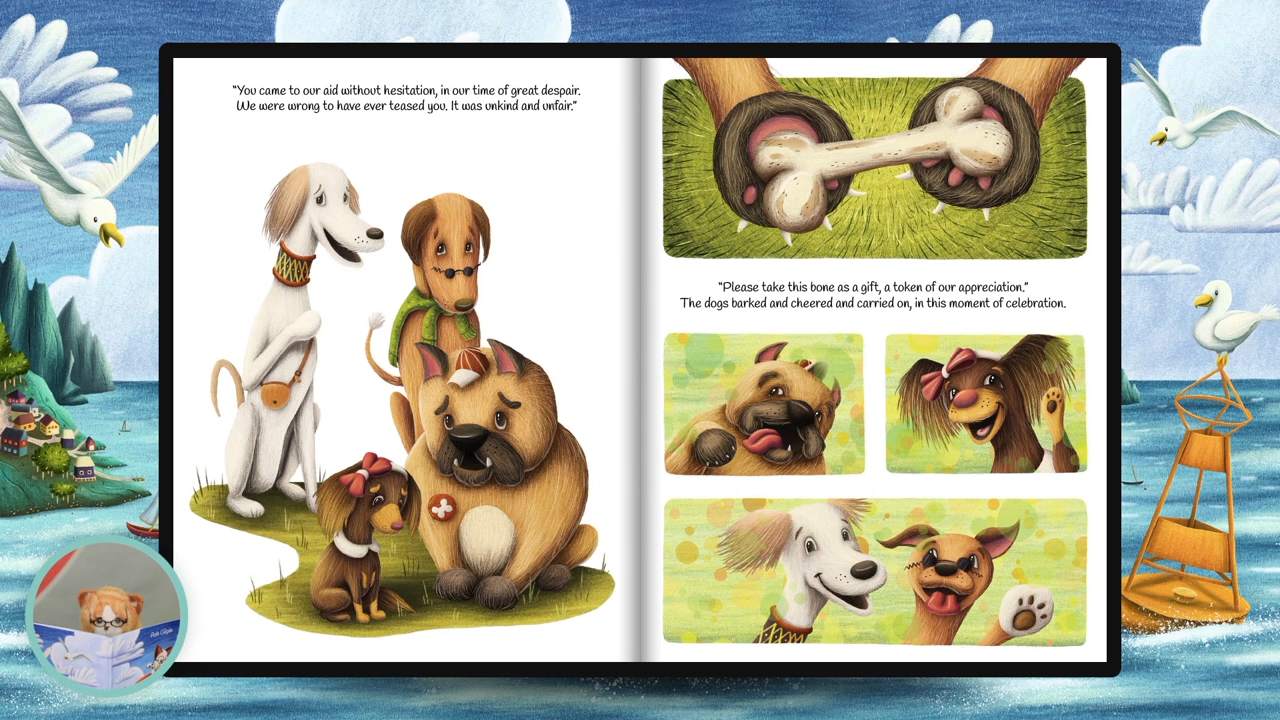 “You came to our aid without hesitation, in our time of great despair.
We were wrong to have ever teased you. It was unkind and unfair.”
“Please take this bone as a gift, a token of our appreciation.”
The dogs barked and cheered and carried on, in this moment of celebration.